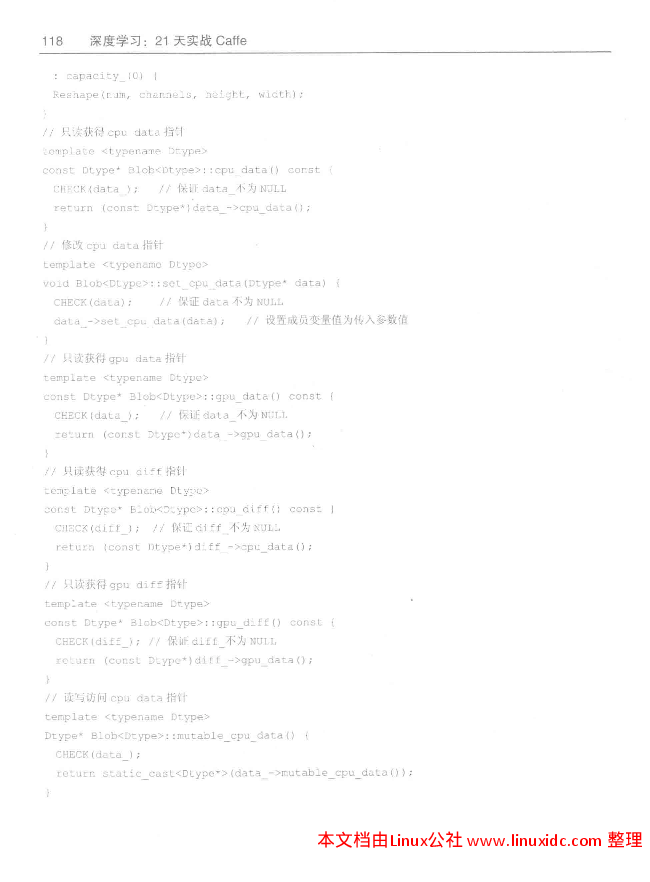 118 深度学习：21 天实战 Caffe
: capacity_(0) {
Reshape(num, channels, height, width);
}
// 只读获得 cpu data 指针
template <typename Dtype>
const Dtype* Blob<Dtype>::cpu_data() const {
CHECK(data_); // 保证 data_不为 NULL
return (const Dtype*)data_->cpu_data();
}
// 修改 cpu data 指针
template <typename Dtype>
void Blob<Dtype>::set_cpu_data(Dtype* data) {
CHECK(data); // 保证 data 不为 NULL
data_->set_cpu_data(data); // 设置成员变量值为传入参数值
}
// 只读获得 gpu data 指针
template <typename Dtype>
const Dtype* Blob<Dtype>::gpu_data() const {
CHECK(data_); // 保证 data_不为 NULL
return (const Dtype*)data_->gpu_data();
}
// 只读获得 cpu diff 指针
template <typename Dtype>
const Dtype* Blob<Dtype>::cpu_diff() const {
CHECK(diff_); // 保证 diff_不为 NULL
return (const Dtype*)diff_->cpu_data();
}
// 只读获得 gpu diff 指针
template <typename Dtype>
const Dtype* Blob<Dtype>::gpu_diff() const {
CHECK(diff_); // 保证 diff_不为 NULL
return (const Dtype*)diff_->gpu_data();
}
// 读写访问 cpu data 指针
template <typename Dtype>
Dtype* Blob<Dtype>::mutable_cpu_data() {
CHECK(data_);
return static_cast<Dtype*>(data_->mutable_cpu_data());
}
本文档由Linux公社 www.linuxidc.com 整理